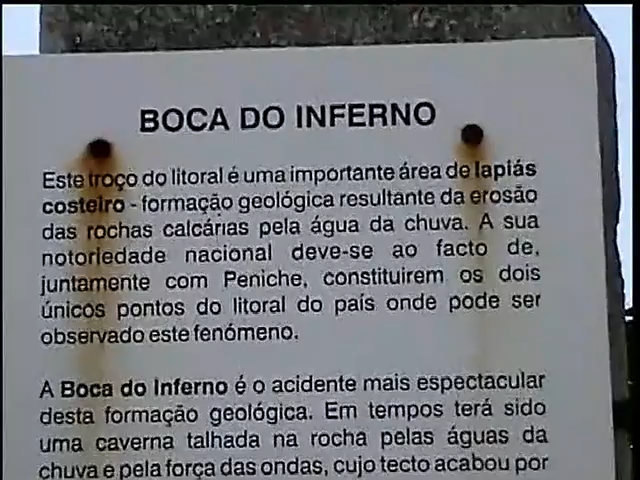 BOCA DO INFERNO
Este troço do litoral é uma importante área de lapiás
costeiro - formação geológica resultante da erosão
das rochas calcárias pela água da chuva. A sua
notoriedade nacional deve-se ao facto de,
juntamente com Peniche, constituirem os dois
únicos pontos do litoral do país onde pode ser
observado este fenómeno.
A Boca do Inferno é o acidente mais espectacular
desta formação geológica. Em tempos terá sido
uma caverna talhada na rocha pelas águas da
chuva e pela força das ondas, cujo tecto acabou por